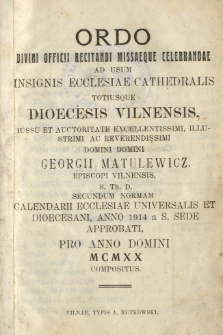 ORDO
DIVINI OFFICII RECITANDI MISSAEQUE CELEBRANDAE
AD USUM
INSIGNIS ECCLESIAE CATHEDRALIS
TOTIUSQUE
DIOECESIS VILNENSIS,
IUSSU ET AUCTORITATE EXCELLENTISSIMI, ILLU-
STRIMI AC REVERENDISSIMI
DOMINI DOMINI
GEORGII MATULEWICZ,
EPISCOPI VILNENSIS,
S. Th. D.
SECUNDUM NORMAM
CALENDARII ECCLESIAE UNIVERSALIS ET
DIOECESANI, ANNO 1914 a S. SEDE
APPROBATI,
PRO ANNO DOMINI
MCMXX
COMPOSITUS.
VILNAE, TYPIS A. RUTKOWSKI.